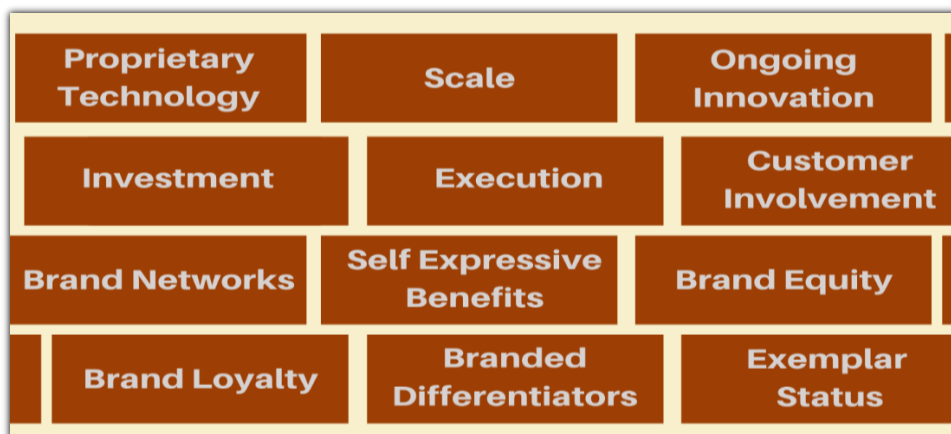 Proprietary
Technology
Scale
Ongoing
Innovation
Investment
Execution
Customer
Involvement
Brand Networks
Self Expressive
Benefits
Brand Equity
Brand Loyalty
Branded
Differentiators
Exemplar
Status